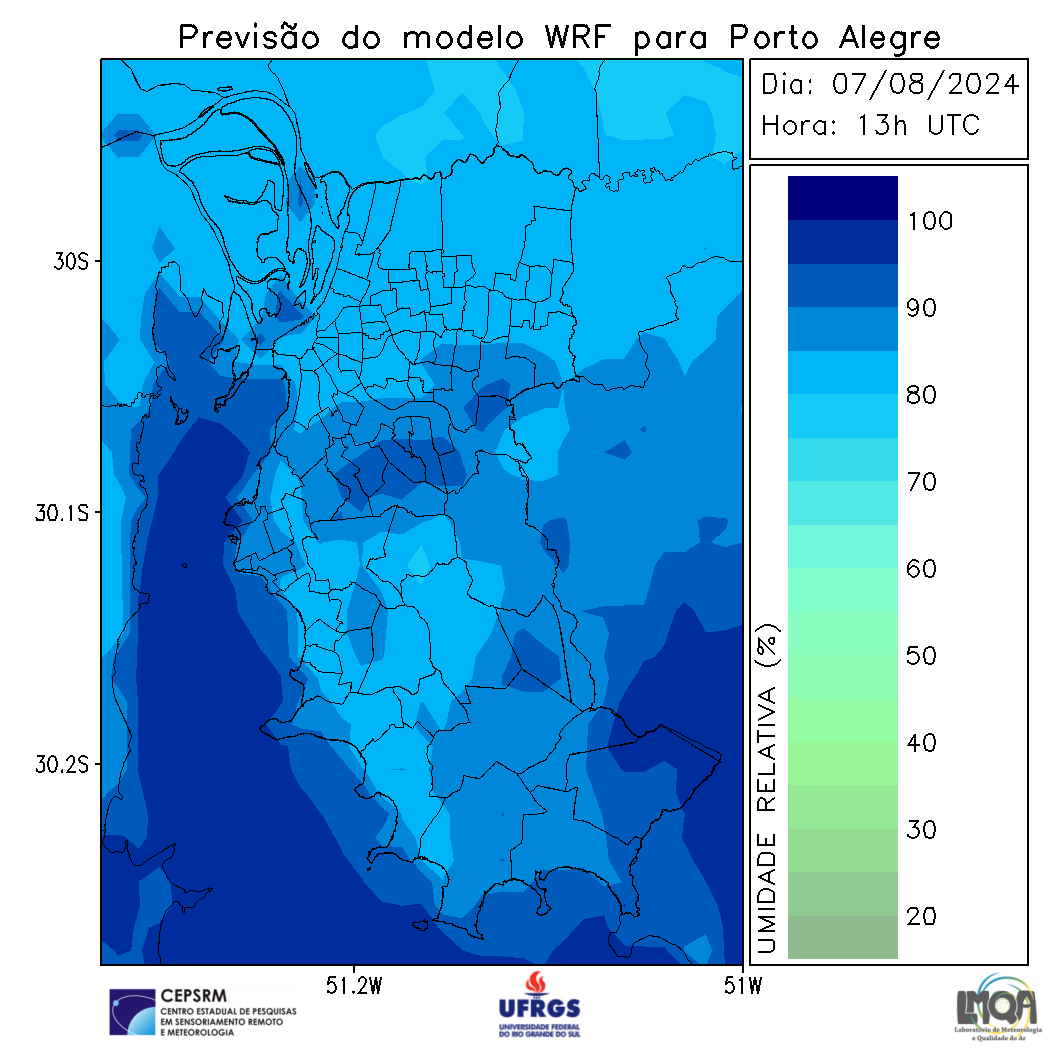 Previsão do modelo WRF para Porto Alegre
Dia: 07/08/2024
Hora: 13h UTC
30S
30.1S
30.2S
51.2W
51W
100
90
80
70
60
50
40
30
20
UMIDADE RELATIVA (%)
CEPSRM
CENTRO ESTADUAL DE PESQUISAS
EM SENSORIAMENTO REMOTO
E METEOROLOGIA
UFRGS
UNIVERSIDADE FEDERAL
DO RIO GRANDE DO SUL
LMQA
Laboratório de Meteorologia
e Qualidade do Ar